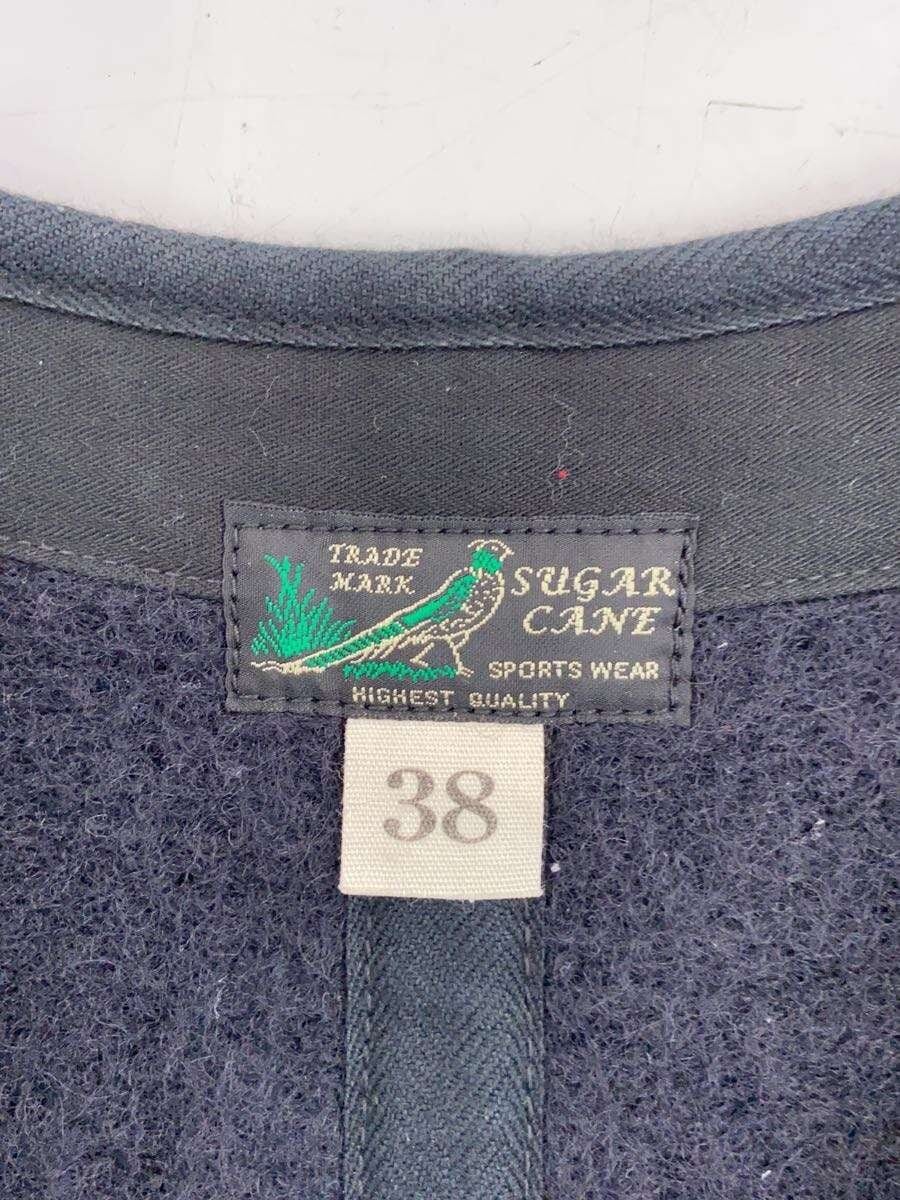 TRADE MARK
SUGAR CANE
SPORTS WEAR
HIGHEST QUALITY
38